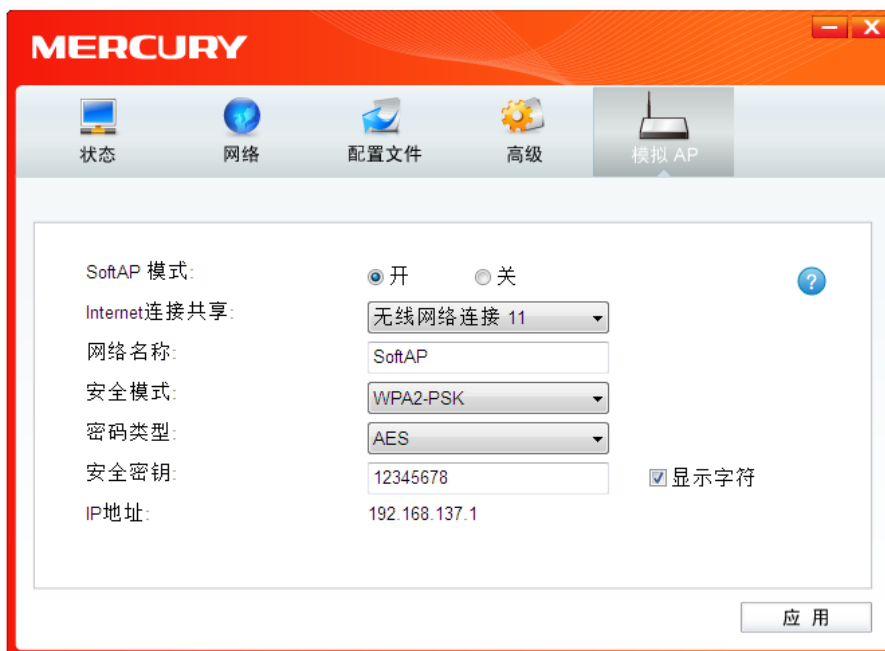 MERCURY
状态 网络 配置文件 高级 模拟 AP
SoftAP 模式: 开 关
Internet连接共享: 无线网络连接 11
网络名称: SoftAP
安全模式: WPA2-PSK
密码类型: AES
安全密钥: 12345678 显示字符
IP地址: 192.168.137.1
应 用